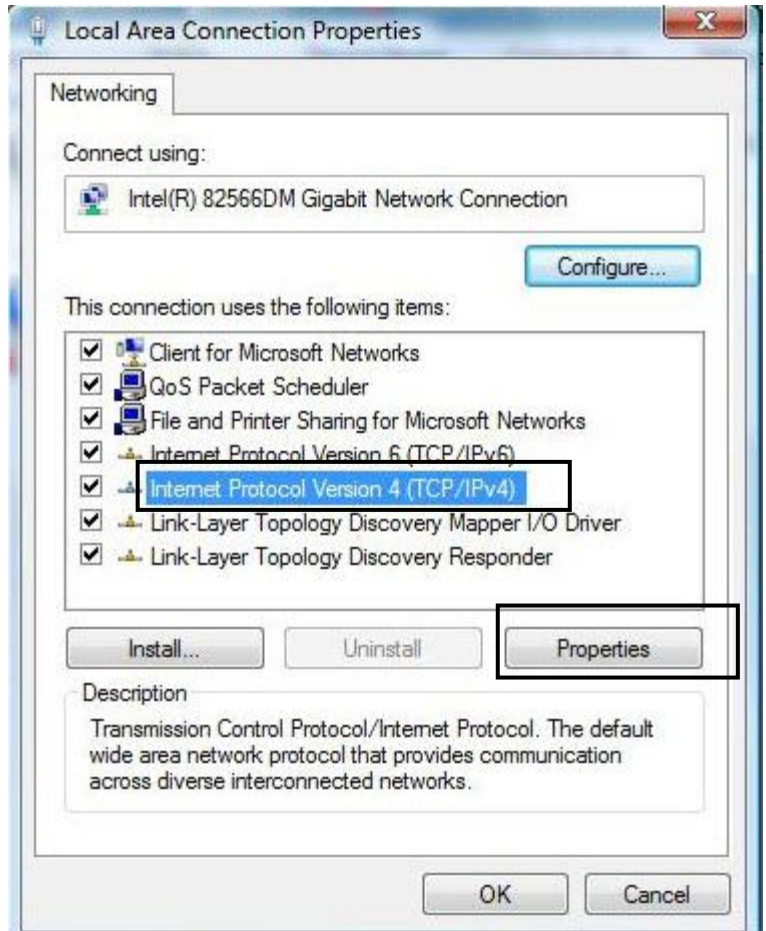 Local Area Connection Properties
Networking
Connect using:
Intel(R) 82566DM Gigabit Network Connection
Configure...
This connection uses the following items:
Client for Microsoft Networks
QoS Packet Scheduler
File and Printer Sharing for Microsoft Networks
Internet Protocol Version 6 (TCP/IPv6)
Internet Protocol Version 4 (TCP/IPv4)
Link-Layer Topology Discovery Mapper I/O Driver
Link-Layer Topology Discovery Responder
Install... Uninstall Properties
Description
Transmission Control Protocol/Internet Protocol. The default
wide area network protocol that provides communication
across diverse interconnected networks.
OK Cancel